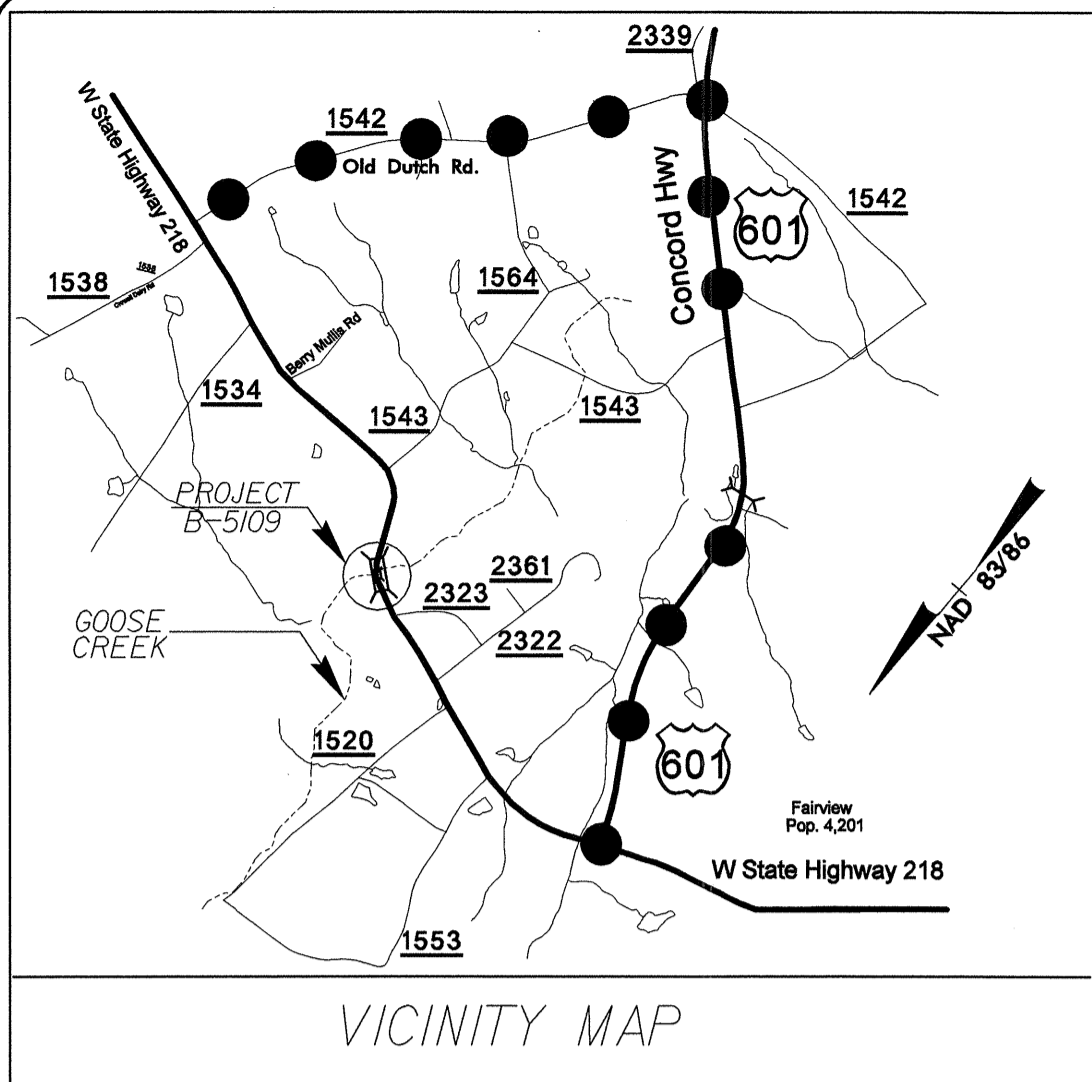 2339
W State Highway 218
1542
Old Dutch Rd.
Concord Hwy
601
1542
1538
1564
Berry Mullis Rd
1534
1543
1543
PROJECT
B-5109
NAD 83/86
2361
2323
GOOSE
CREEK
2322
1520
601
Fairview
Pop. 4,201
W State Highway 218
1553
VICINITY MAP